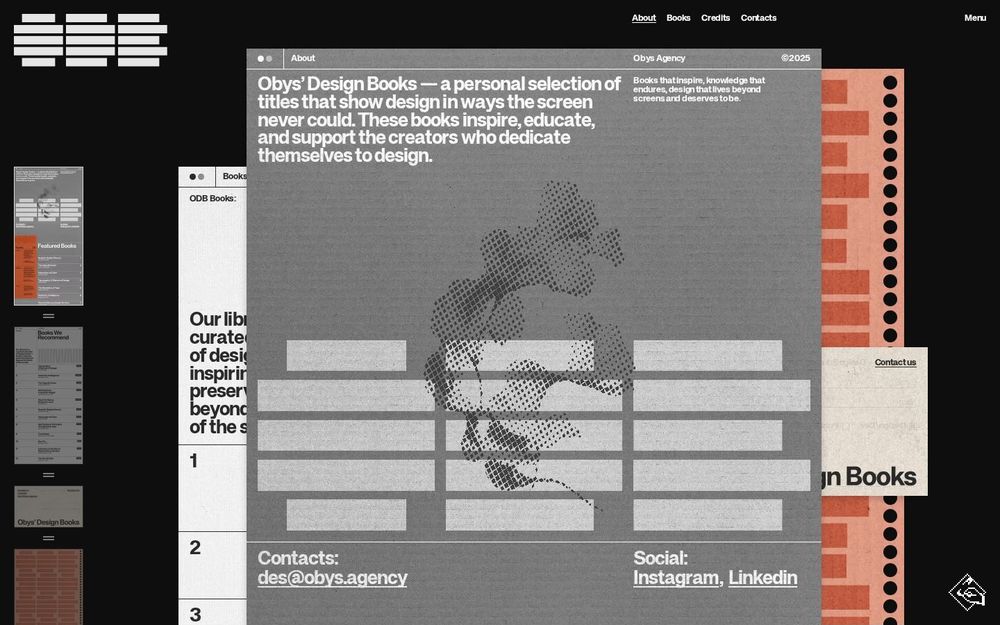 About Books Credits Contacts
Menu
About
Obys Agency
©2025
Obys' Design Books — a personal selection of
titles that show design in ways the screen
never could. These books inspire, educate,
and support the creators who dedicate
themselves to design.
Books that inspire, knowledge that
endures, design that lives beyond
screens and deserves to be.
Books
ODB Books:
Our libr
curated
of desig
inspirin
preserv
beyond
of the s
1
2
3
Contact us
gn Books
Contacts:
des@obys.agency
Social:
Instagram, Linkedin
Featured Books
Books We
Recommend
Obys' Design Books